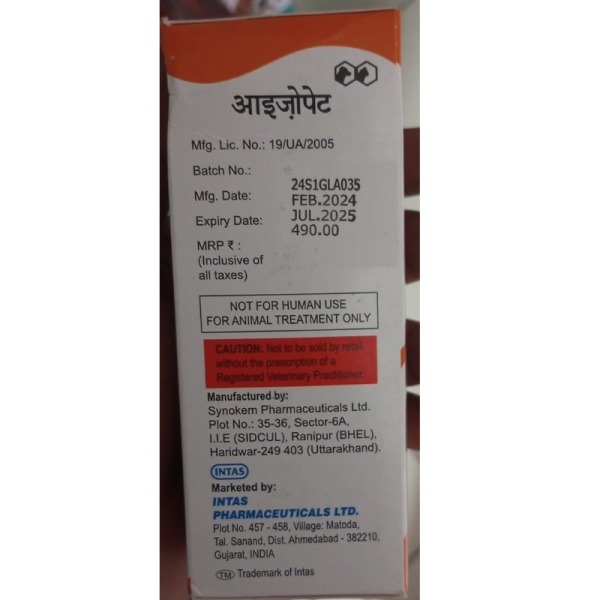 आइज़ोपेट
Mfg. Lic. No.: 19/UA/2005
Batch No.:
24S1GLA035
Mfg. Date:
FEB.2024
Expiry Date:
JUL.2025
MRP ₹ :
490.00
(Inclusive of
all taxes)
NOT FOR HUMAN USE
FOR ANIMAL TREATMENT ONLY
CAUTION: Not to be sold by retail
without the prescription of a
Registered Veterinary Practitioner
Manufactured by:
Synokem Pharmaceuticals Ltd.
Plot No.: 35-36, Sector-6A,
I.I.E (SIDCUL), Ranipur (BHEL),
Haridwar-249 403 (Uttarakhand).
INTAS
Marketed by:
INTAS
PHARMACEUTICALS LTD.
Plot No. 457 - 458, Village: Matoda,
Tal. Sanand, Dist. Ahmedabad - 382210,
Gujarat, INDIA
TM Trademark of Intas